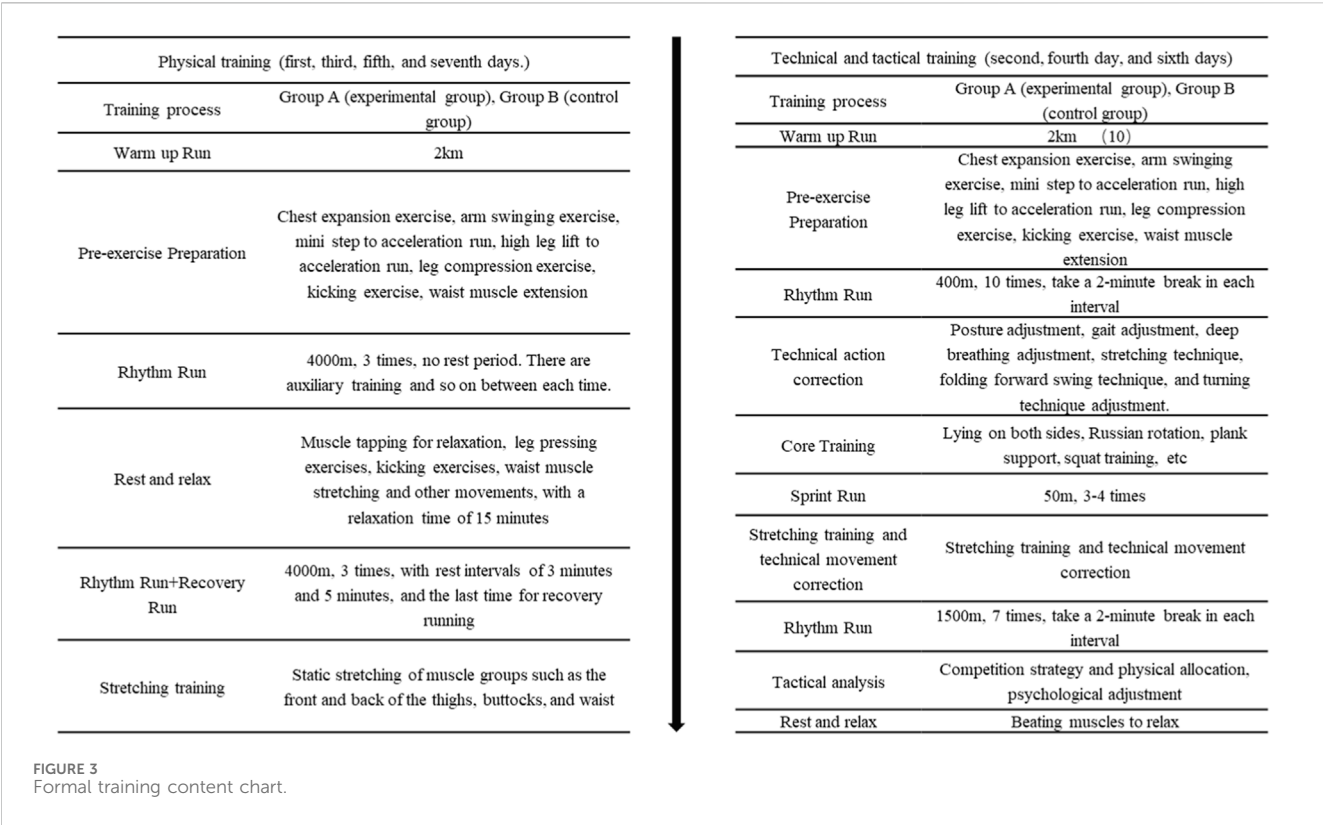 Physical training (first, third, fifth, and seventh days.)
Training process
Group A (experimental group), Group B (control
group)
Warm up Run
2km
Pre-exercise Preparation
Chest expansion exercise, arm swinging exercise,
mini step to acceleration run, high leg lift to
acceleration run, leg compression exercise,
kicking exercise, waist muscle extension
Rhythm Run
4000m, 3 times, no rest period. There are
auxiliary training and so on between each time.
Rest and relax
Muscle tapping for relaxation, leg pressing
exercises, kicking exercises, waist muscle
stretching and other movements, with a
relaxation time of 15 minutes
Rhythm Run+Recovery
Run
4000m, 3 times, with rest intervals of 3 minutes
and 5 minutes, and the last time for recovery
running
Stretching training
Static stretching of muscle groups such as the
front and back of the thighs, buttocks, and waist
Technical and tactical training (second, fourth day, and sixth days)
Training process
Group A (experimental group), Group B
(control group)
Warm up Run
2km （10）
Pre-exercise
Preparation
Chest expansion exercise, arm swinging
exercise, mini step to acceleration run, high
leg lift to acceleration run, leg compression
exercise, kicking exercise, waist muscle
extension
Rhythm Run
400m, 10 times, take a 2-minute break in each
interval
Technical action
correction
Posture adjustment, gait adjustment, deep
breathing adjustment, stretching technique,
folding forward swing technique, and turning
technique adjustment.
Core Training
Lying on both sides, Russian rotation, plank
support, squat training, etc
Sprint Run
50m, 3-4 times
Stretching training and
technical movement
correction
Stretching training and technical movement
correction
Rhythm Run
1500m, 7 times, take a 2-minute break in each
interval
Tactical analysis
Competition strategy and physical allocation,
psychological adjustment
Rest and relax
Beating muscles to relax
FIGURE 3
Formal training content chart.